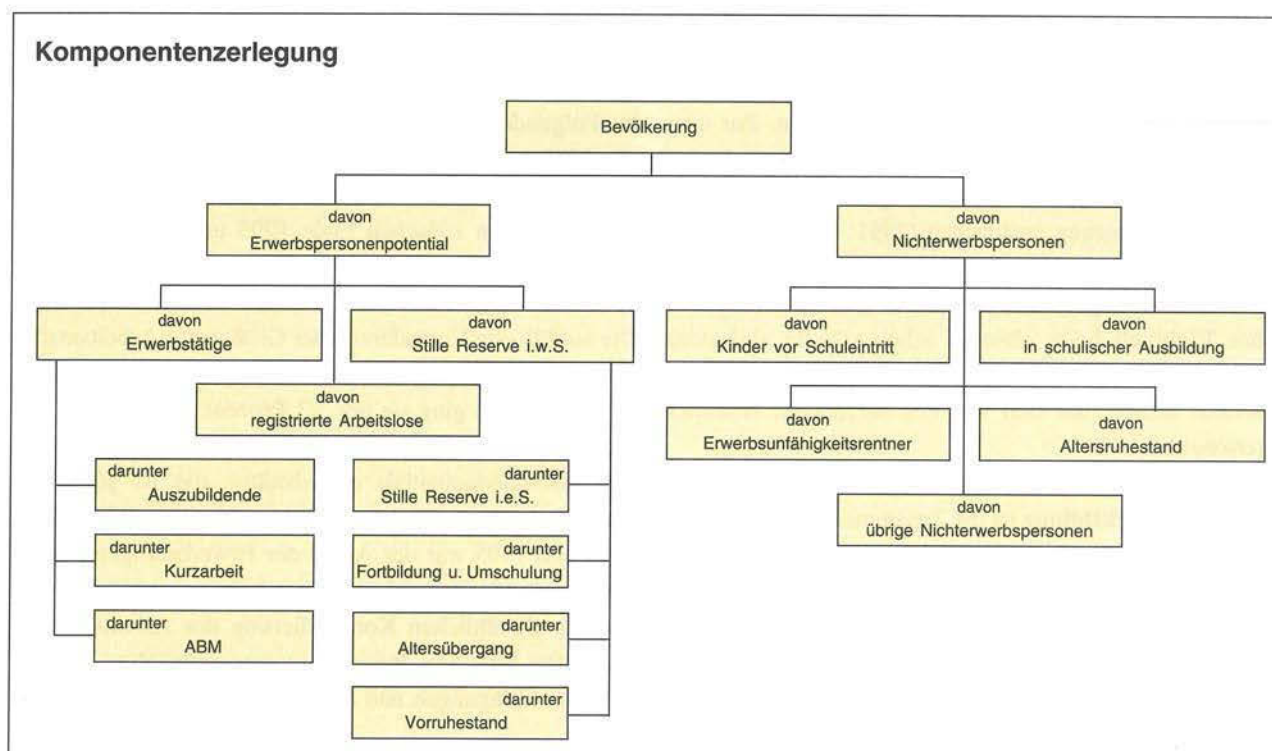 Komponentenzerlegung
Bevölkerung
davon
Erwerbspersonenpotential
davon
Nichterwerbspersonen
davon
Erwerbstätige
davon
Stille Reserve i.w.S.
davon
Kinder vor Schuleintritt
davon
in schulischer Ausbildung
davon
registrierte Arbeitslose
davon
Erwerbsunfähigkeitsrentner
davon
Altersruhestand
darunter
Auszubildende
darunter
Stille Reserve i.e.S.
davon
übrige Nichterwerbspersonen
darunter
Kurzarbeit
darunter
Fortbildung u. Umschulung
darunter
ABM
darunter
Altersübergang
darunter
Vorruhestand